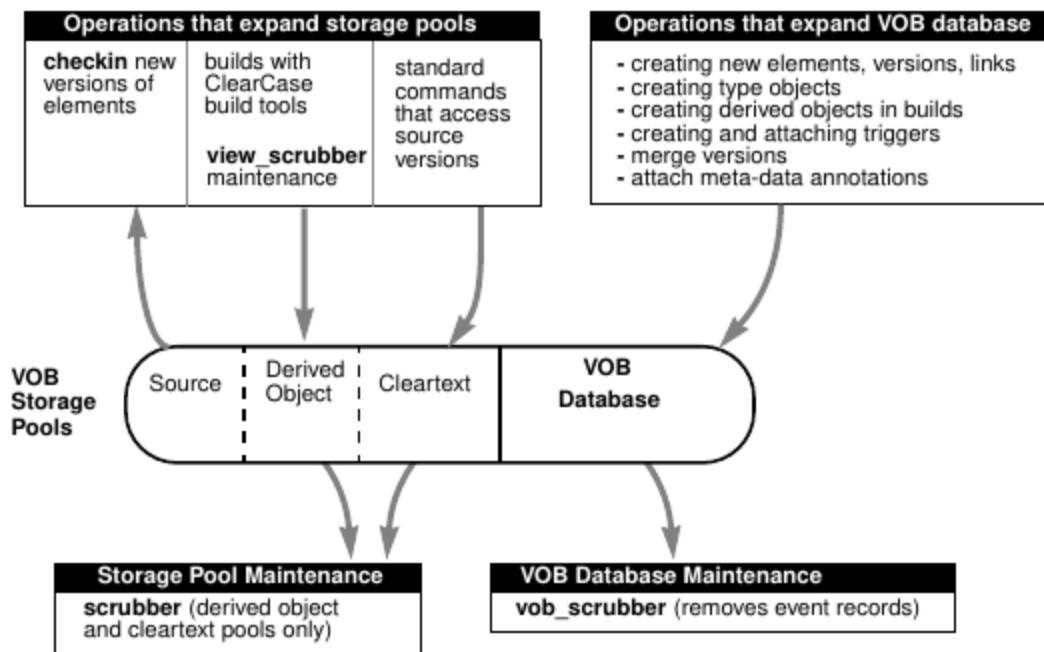 Operations that expand storage pools
checkin new
versions of
elements
builds with
ClearCase
build tools
view_scrubber
maintenance
standard
commands
that access
source
versions
Operations that expand VOB database
- creating new elements, versions, links
- creating type objects
- creating derived objects in builds
- creating and attaching triggers
- merge versions
- attach meta-data annotations
VOB
Storage
Pools
Source
Derived
Object
Cleartext
VOB
Database
Storage Pool Maintenance
scrubber (derived object
and cleartext pools only)
VOB Database Maintenance
vob_scrubber (removes event records)